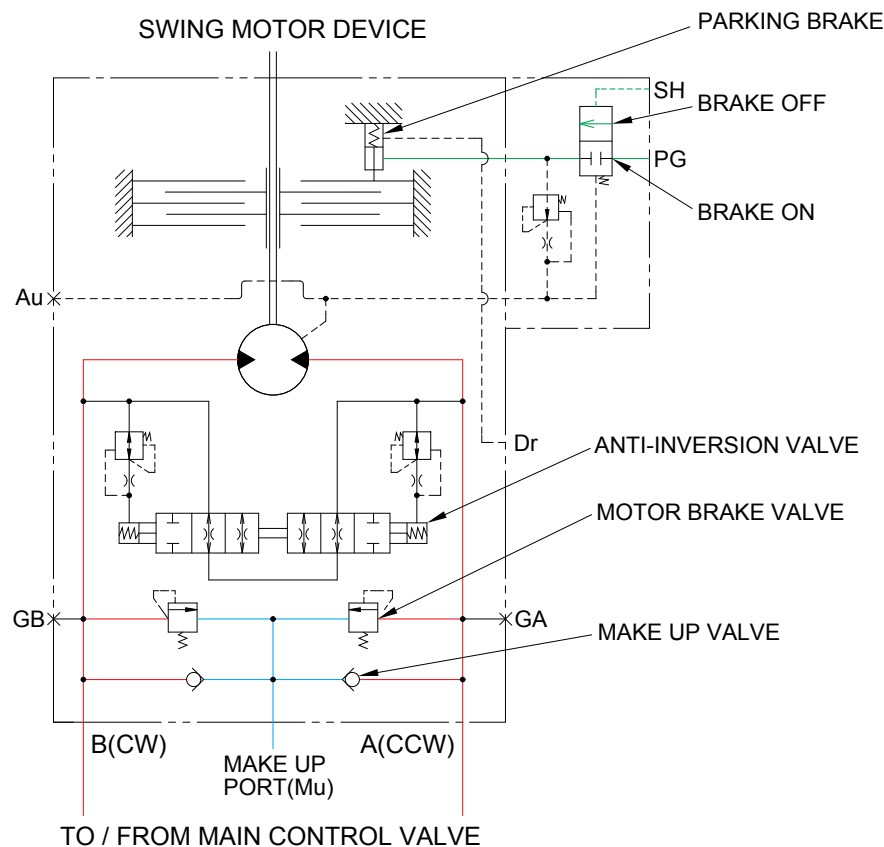 SWING MOTOR DEVICE
PARKING BRAKE
SH
BRAKE OFF
PG
BRAKE ON
Au
Dr
ANTI-INVERSION VALVE
MOTOR BRAKE VALVE
GB
GA
MAKE UP VALVE
B(CW)
A(CCW)
MAKE UP
PORT(Mu)
TO / FROM MAIN CONTROL VALVE